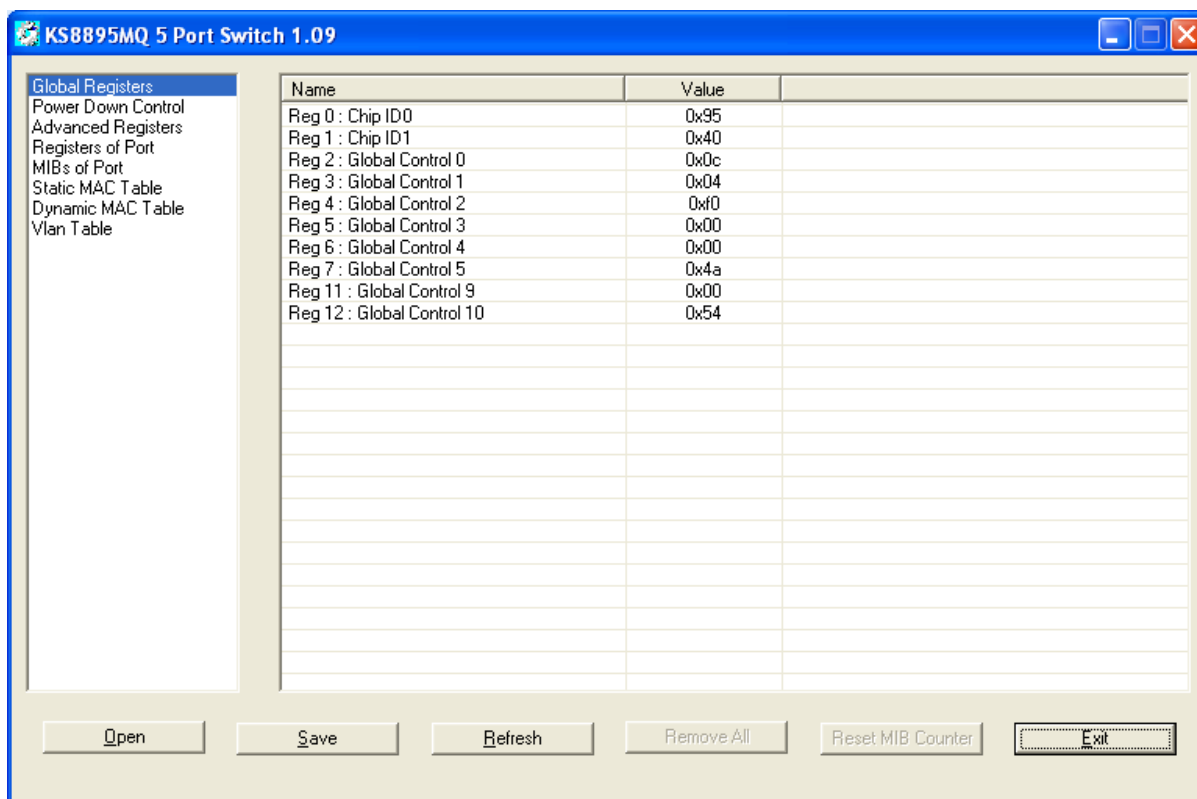 KS8895MQ 5 Port Switch 1.09
Global Registers
Power Down Control
Advanced Registers
Registers of Port
MIBs of Port
Static MAC Table
Dynamic MAC Table
Vlan Table
Name Value
Reg 0 : Chip ID0 0x95
Reg 1 : Chip ID1 0x40
Reg 2 : Global Control 0 0x0c
Reg 3 : Global Control 1 0x04
Reg 4 : Global Control 2 0xf0
Reg 5 : Global Control 3 0x00
Reg 6 : Global Control 4 0x00
Reg 7 : Global Control 5 0x4a
Reg 11 : Global Control 9 0x00
Reg 12 : Global Control 10 0x54
Open Save Refresh Remove All Reset MIB Counter Exit